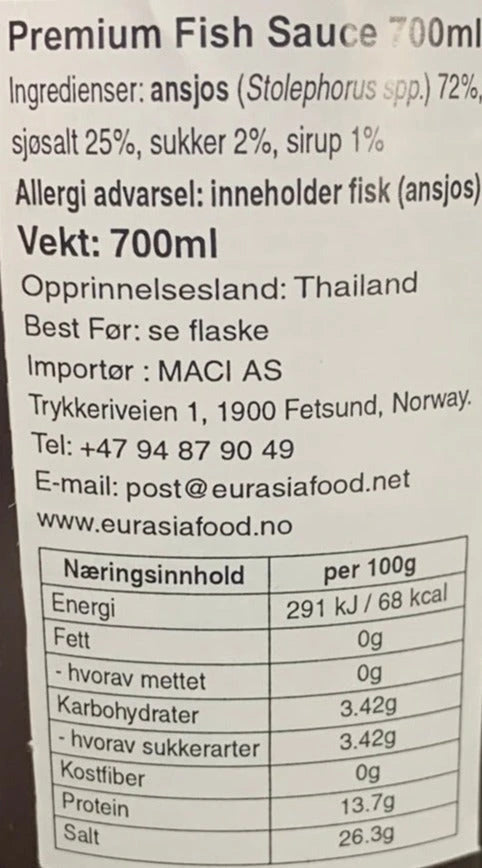 Premium Fish Sauce 700ml
Ingredienser: ansjos (Stolephorus spp.) 72%,
sjøsalt 25%, sukker 2%, sirup 1%
Allergi advarsel: inneholder fisk (ansjos)
Vekt: 700ml
Opprinnelsesland: Thailand
Best Før: se flaske
Importør : MACI AS
Trykkeriveien 1, 1900 Fetsund, Norway.
Tel: +47 94 87 90 49
E-mail: post@eurasiafood.net
www.eurasiafood.no
Næringsinnhold per 100g
Energi 291 kJ / 68 kcal
Fett 0g
- hvorav mettet 0g
Karbohydrater 3.42g
- hvorav sukkerarter 3.42g
Kostfiber 0g
Protein 13.7g
Salt 26.3g